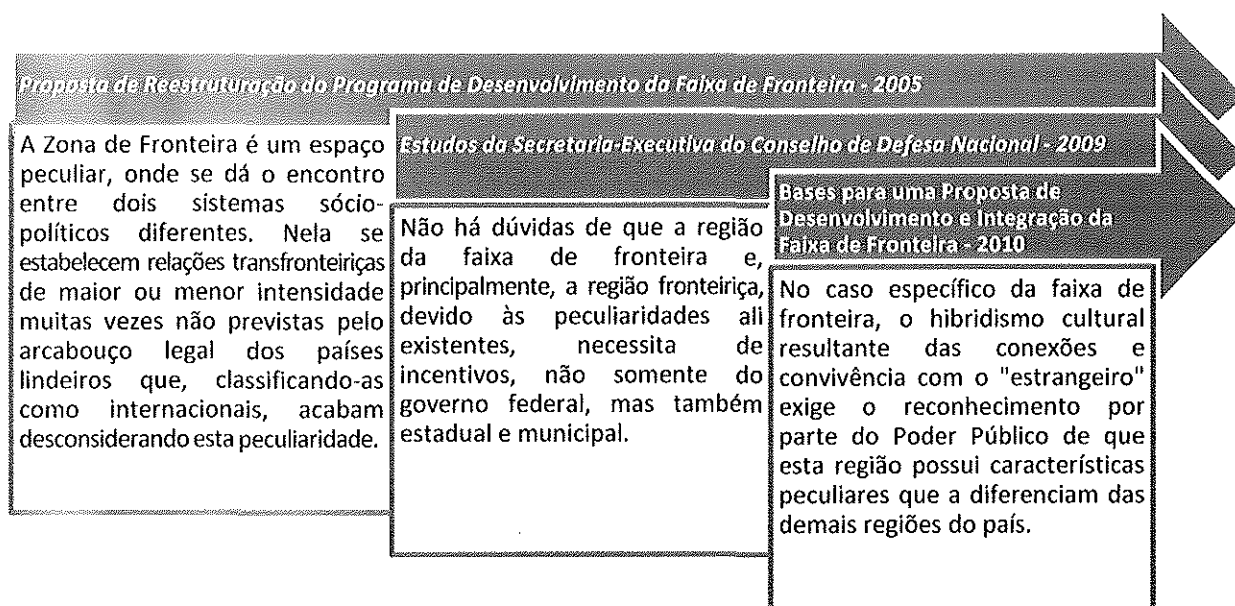 Proposta de Reestruturação do Programa de Desenvolvimento da Faixa de Fronteira - 2005
A Zona de Fronteira é um espaço
peculiar, onde se dá o encontro
entre dois sistemas sócio-
políticos diferentes. Nela se
estabelecem relações transfronteiriças
de maior ou menor intensidade
muitas vezes não previstas pelo
arcabouço legal dos países
lindeiros que, classificando-as
como internacionais, acabam
desconsiderando esta peculiaridade.
Estudos da Secretaria-Executiva do Conselho de Defesa Nacional - 2009
Não há dúvidas de que a região
da faixa de fronteira e,
principalmente, a região fronteiriça,
devido às peculiaridades ali
existentes, necessita de
incentivos, não somente do
governo federal, mas também
estadual e municipal.
Bases para uma Proposta de
Desenvolvimento e Integração da
Faixa de Fronteira - 2010
No caso específico da faixa de
fronteira, o hibridismo cultural
resultante das conexões e
convivência com o "estrangeiro"
exige o reconhecimento por
parte do Poder Público de que
esta região possui características
peculiares que a diferenciam das
demais regiões do país.